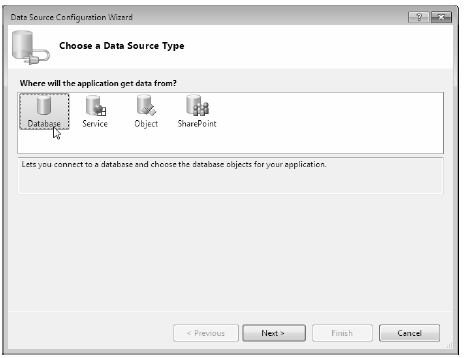 Data Source Configuration Wizard
?
Choose a Data Source Type
Where will the application get data from?
Database Service Object SharePoint
Lets you connect to a database and choose the database objects for your application.
< Previous Next > Finish Cancel